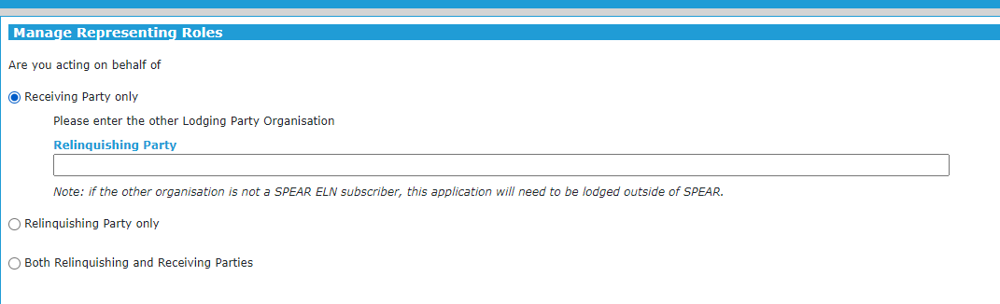 Manage Representing Roles
Are you acting on behalf of
Receiving Party only
Please enter the other Lodging Party Organisation
Relinquishing Party
Note: if the other organisation is not a SPEAR ELN subscriber, this application will need to be lodged outside of SPEAR.
Relinquishing Party only
Both Relinquishing and Receiving Parties